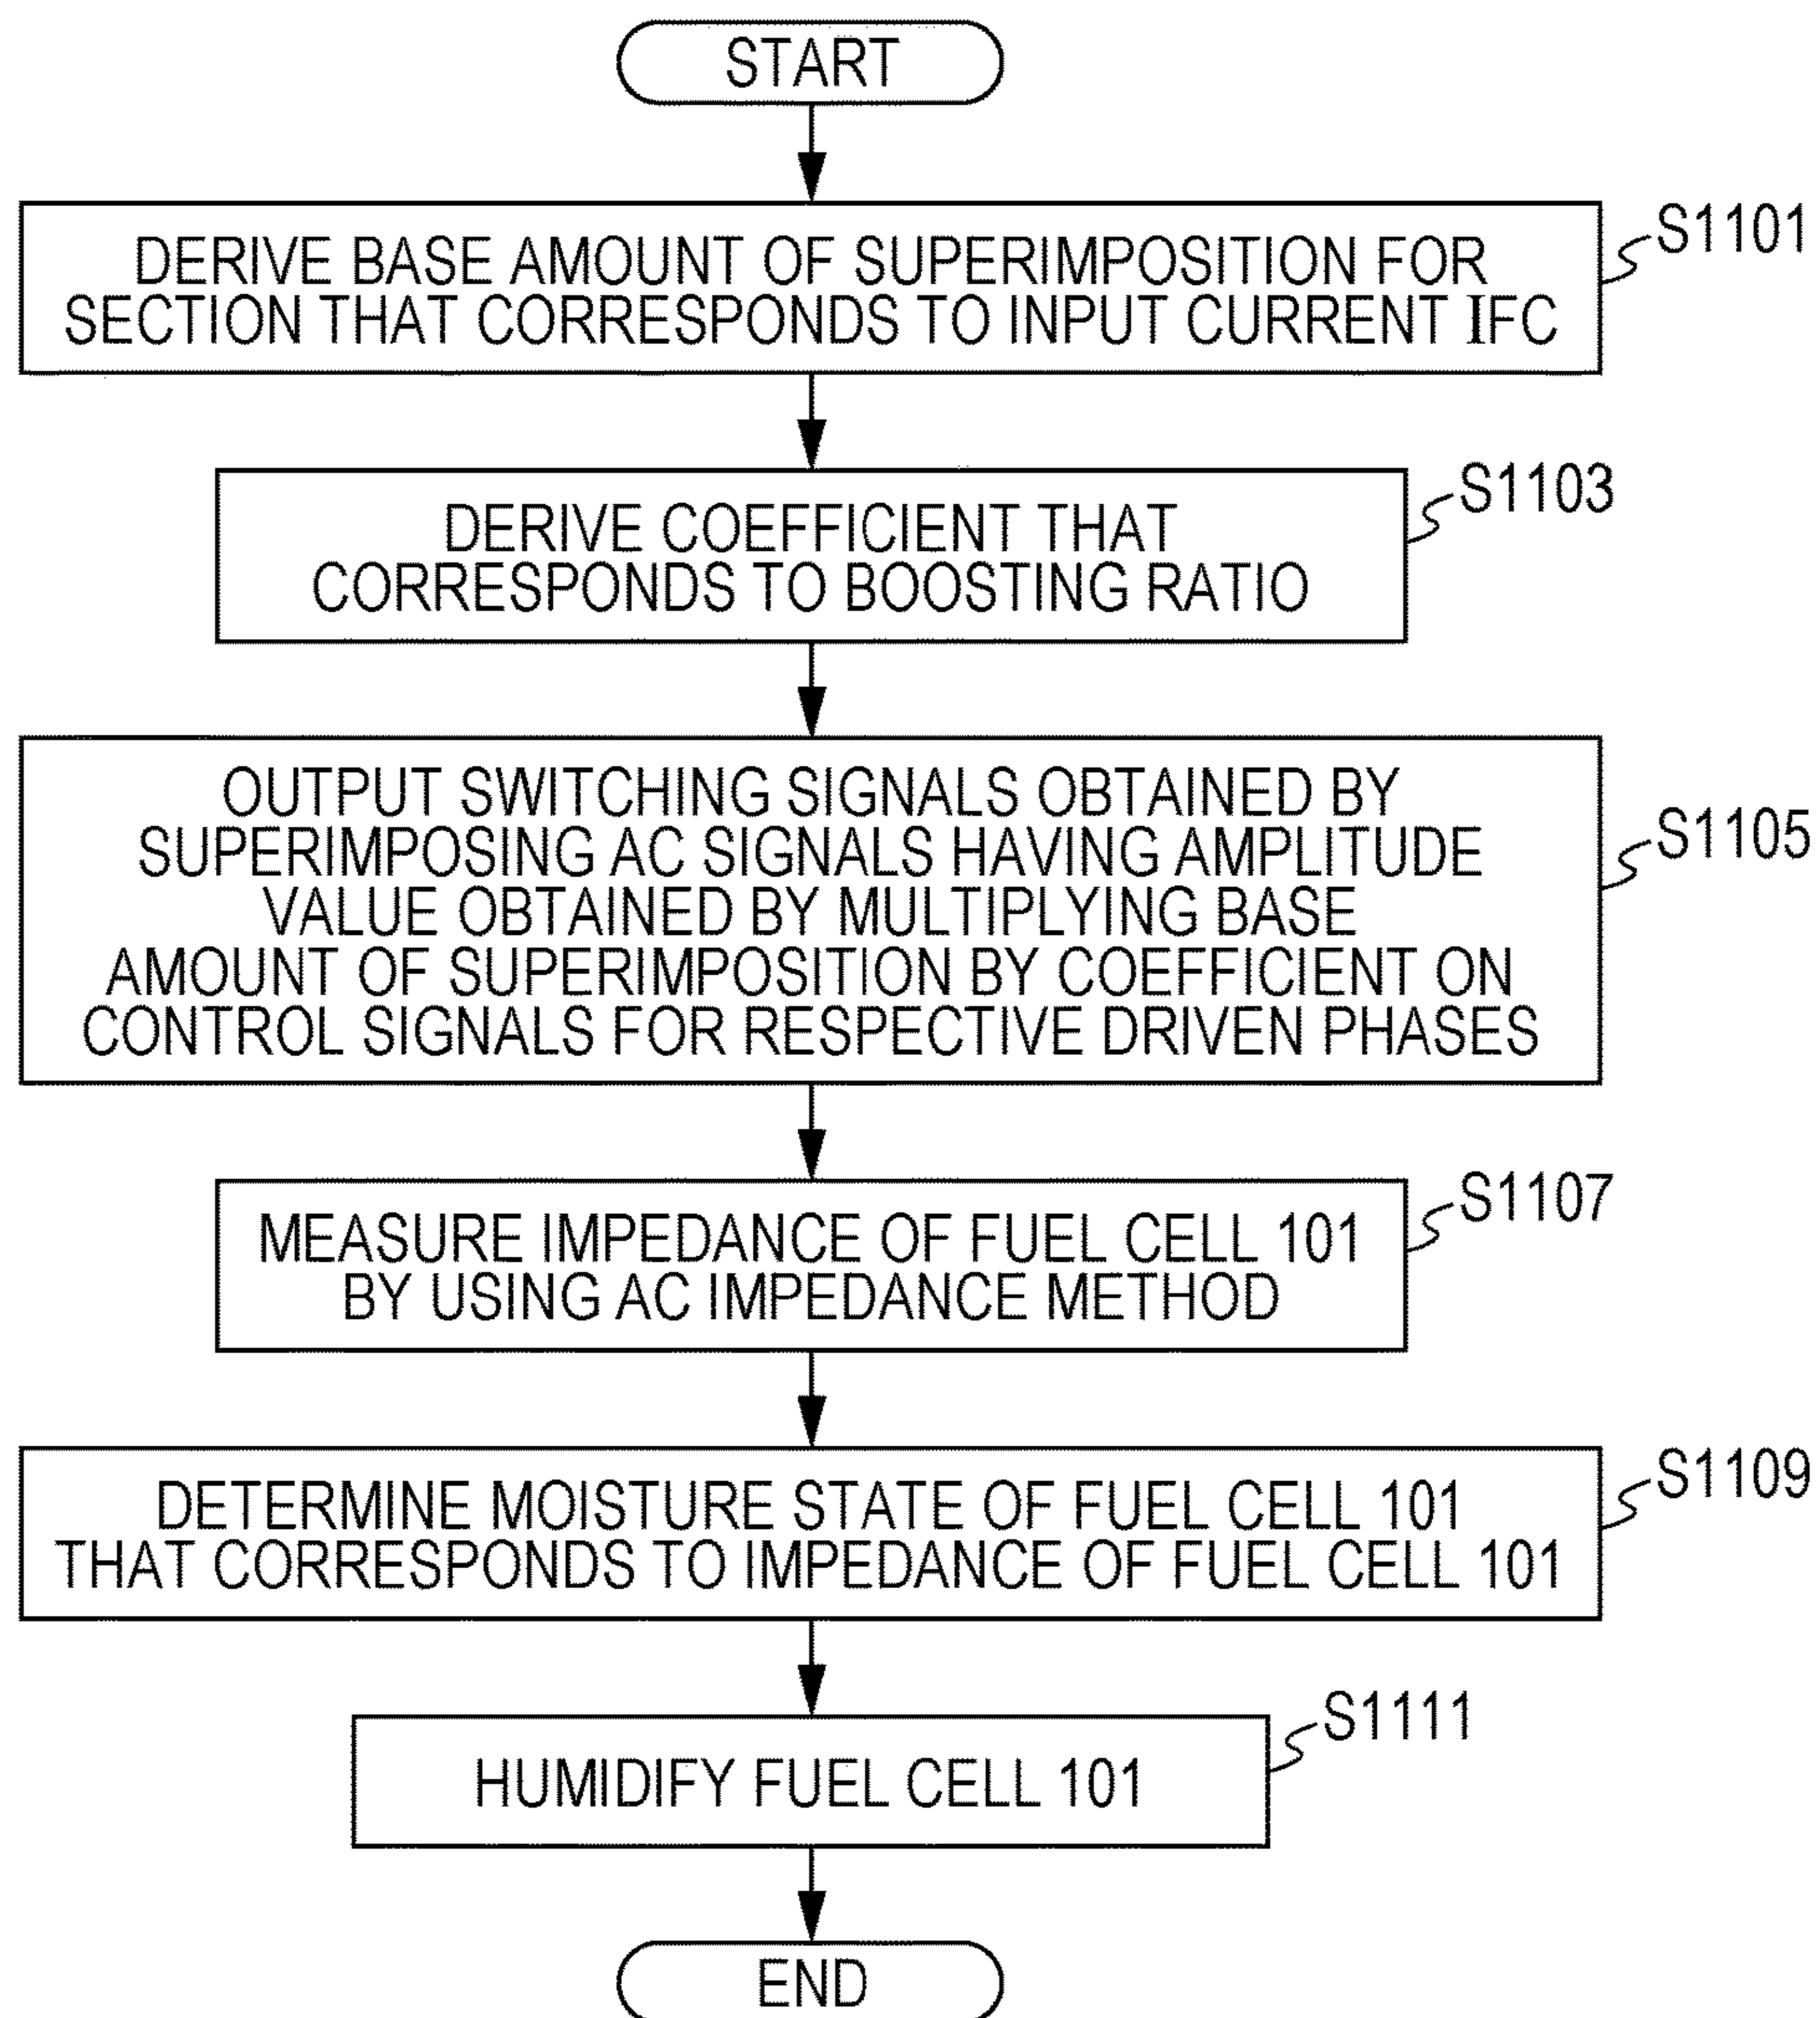 START
DERIVE BASE AMOUNT OF SUPERIMPOSITION FOR
SECTION THAT CORRESPONDS TO INPUT CURRENT IFC
S1101
DERIVE COEFFICIENT THAT
CORRESPONDS TO BOOSTING RATIO
S1103
OUTPUT SWITCHING SIGNALS OBTAINED BY
SUPERIMPOSING AC SIGNALS HAVING AMPLITUDE
VALUE OBTAINED BY MULTIPLYING BASE
AMOUNT OF SUPERIMPOSITION BY COEFFICIENT ON
CONTROL SIGNALS FOR RESPECTIVE DRIVEN PHASES
S1105
MEASURE IMPEDANCE OF FUEL CELL 101
BY USING AC IMPEDANCE METHOD
S1107
DETERMINE MOISTURE STATE OF FUEL CELL 101
THAT CORRESPONDS TO IMPEDANCE OF FUEL CELL 101
S1109
HUMIDIFY FUEL CELL 101
S1111
END